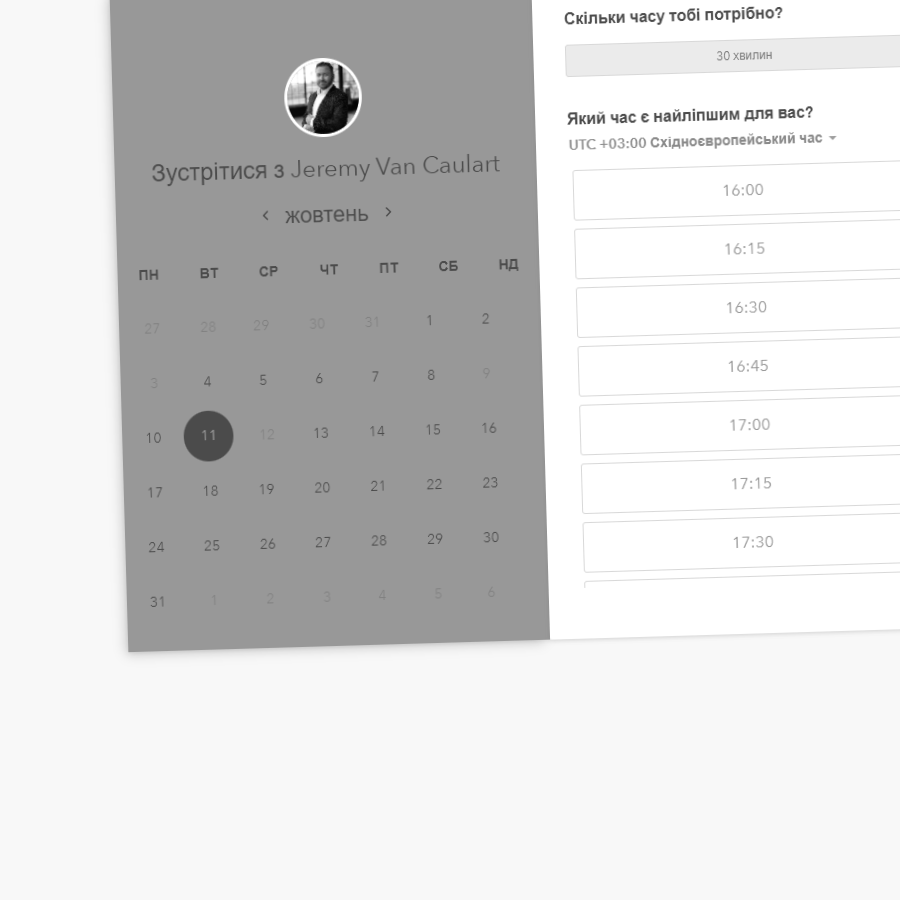 Зустрітися з Jeremy Van Caulart
‹ жовтень ›
ПН ВТ СР ЧТ ПТ СБ НД
27 28 29 30 31 1 2
3 4 5 6 7 8 9
10 11 12 13 14 15 16
17 18 19 20 21 22 23
24 25 26 27 28 29 30
31 1 2 3 4 5 6
Скільки часу тобі потрібно?
30 хвилин
Який час є найліпшим для вас?
UTC +03:00 Східноєвропейський час
16:00
16:15
16:30
16:45
17:00
17:15
17:30